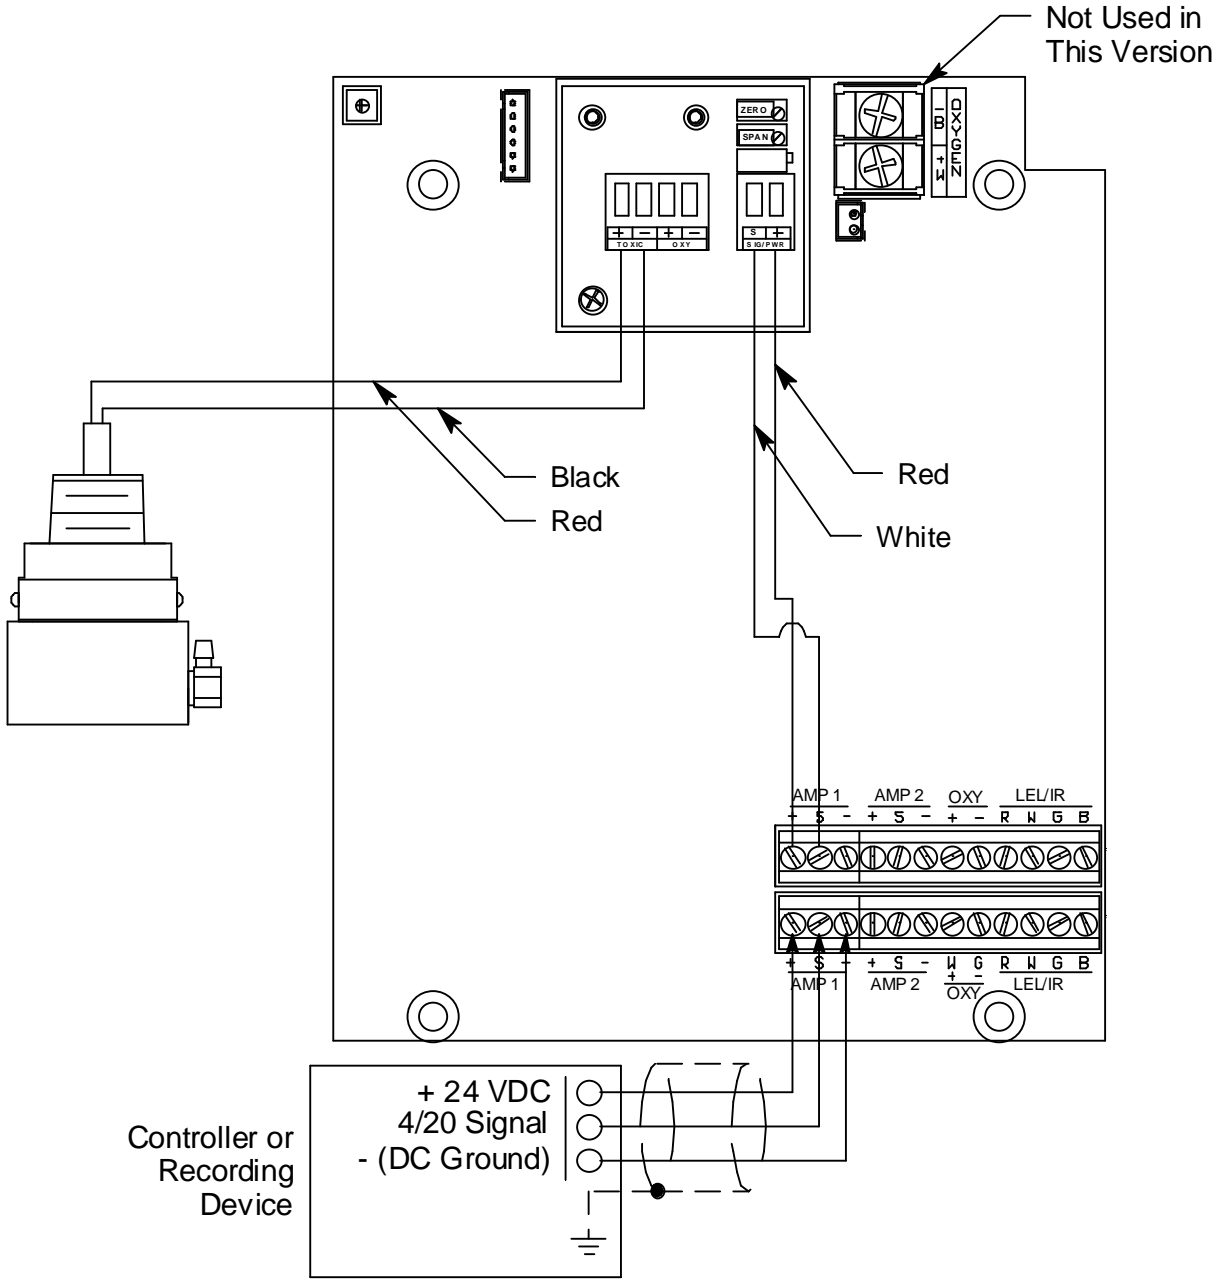 Not Used in
This Version
ZERO
SPAN
- B + W
OXYGEN
+ - + -
TOXIC OXY
S +
SIG/PWR
Black
Red
Red
White
AMP 1 AMP 2 OXY LEL/IR
+ S - + S - + - R W G B
+ S - + S - W G R W G B
+ -
AMP 1 AMP 2 OXY LEL/IR
+ 24 VDC
4/20 Signal
- (DC Ground)
Controller or
Recording
Device